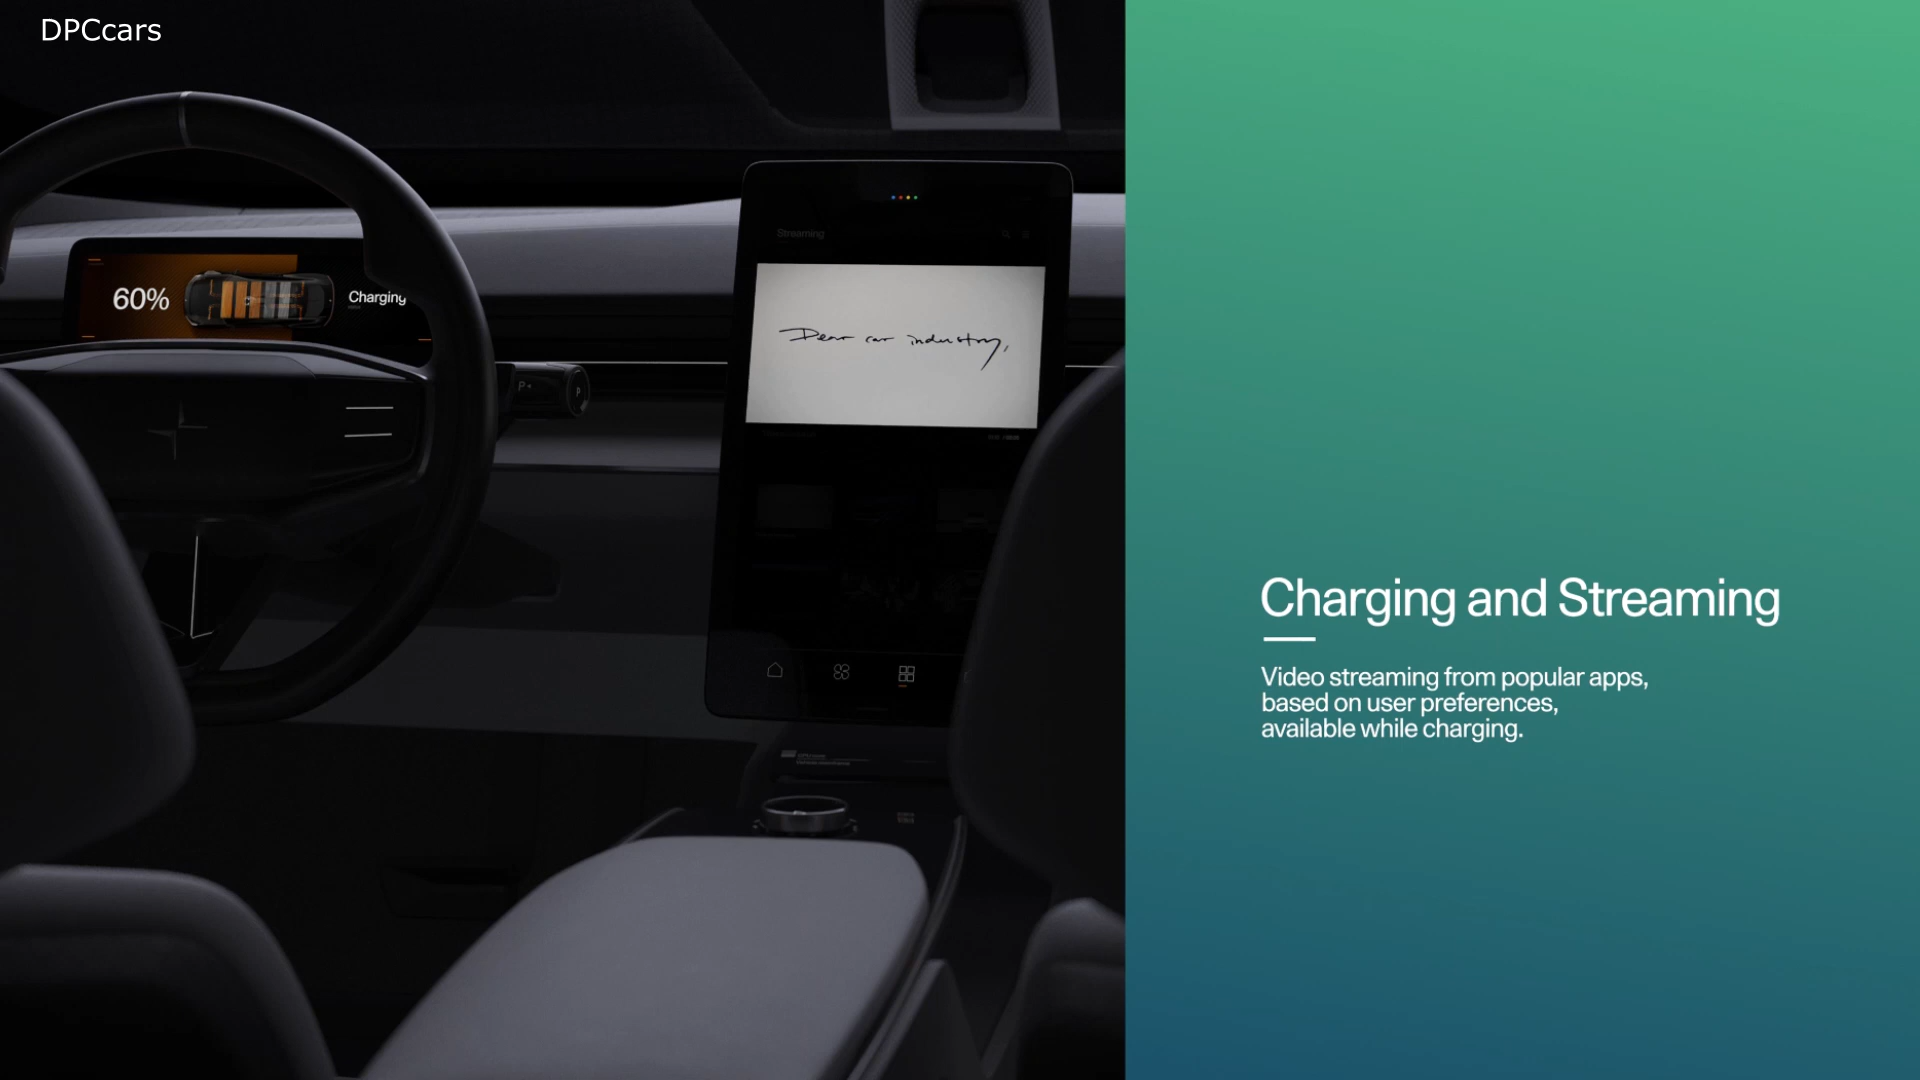 DPCcars
Streaming
60%
Charging
Dear car industry,
P
P
Charging and Streaming
Video streaming from popular apps,
based on user preferences,
available while charging.